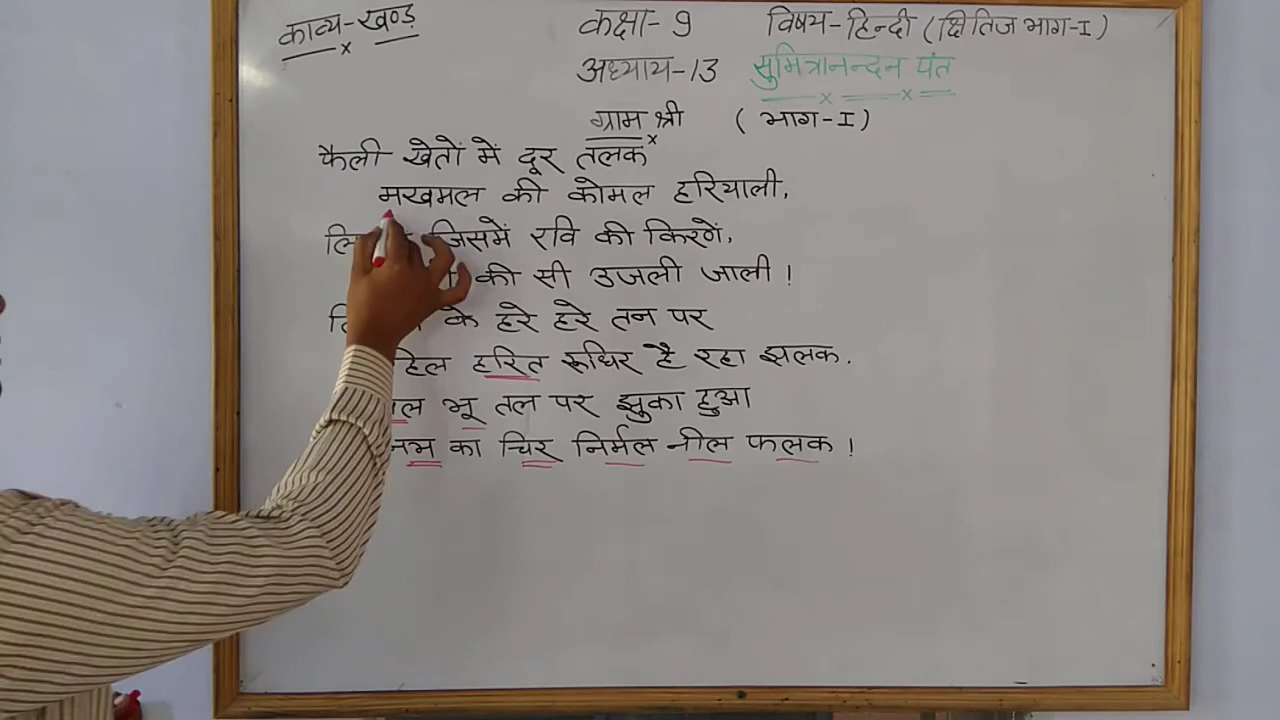 काव्य-खण्ड कक्षा-9 विषय-हिन्दी (क्षितिज भाग-I)
अध्याय-13 सुमित्रानन्दन पंत
ग्राम श्री (भाग-I)
फैली खेतों में दूर तलक
मखमल की कोमल हरियाली,
जिसमें रवि की किरणें,
की सी उजली जाली!
के हरे हरे तन पर
हिल हरित रूधिर है रहा झलक.
भू तल पर झुका हुआ
नभ का चिर निर्मल नील फलक!